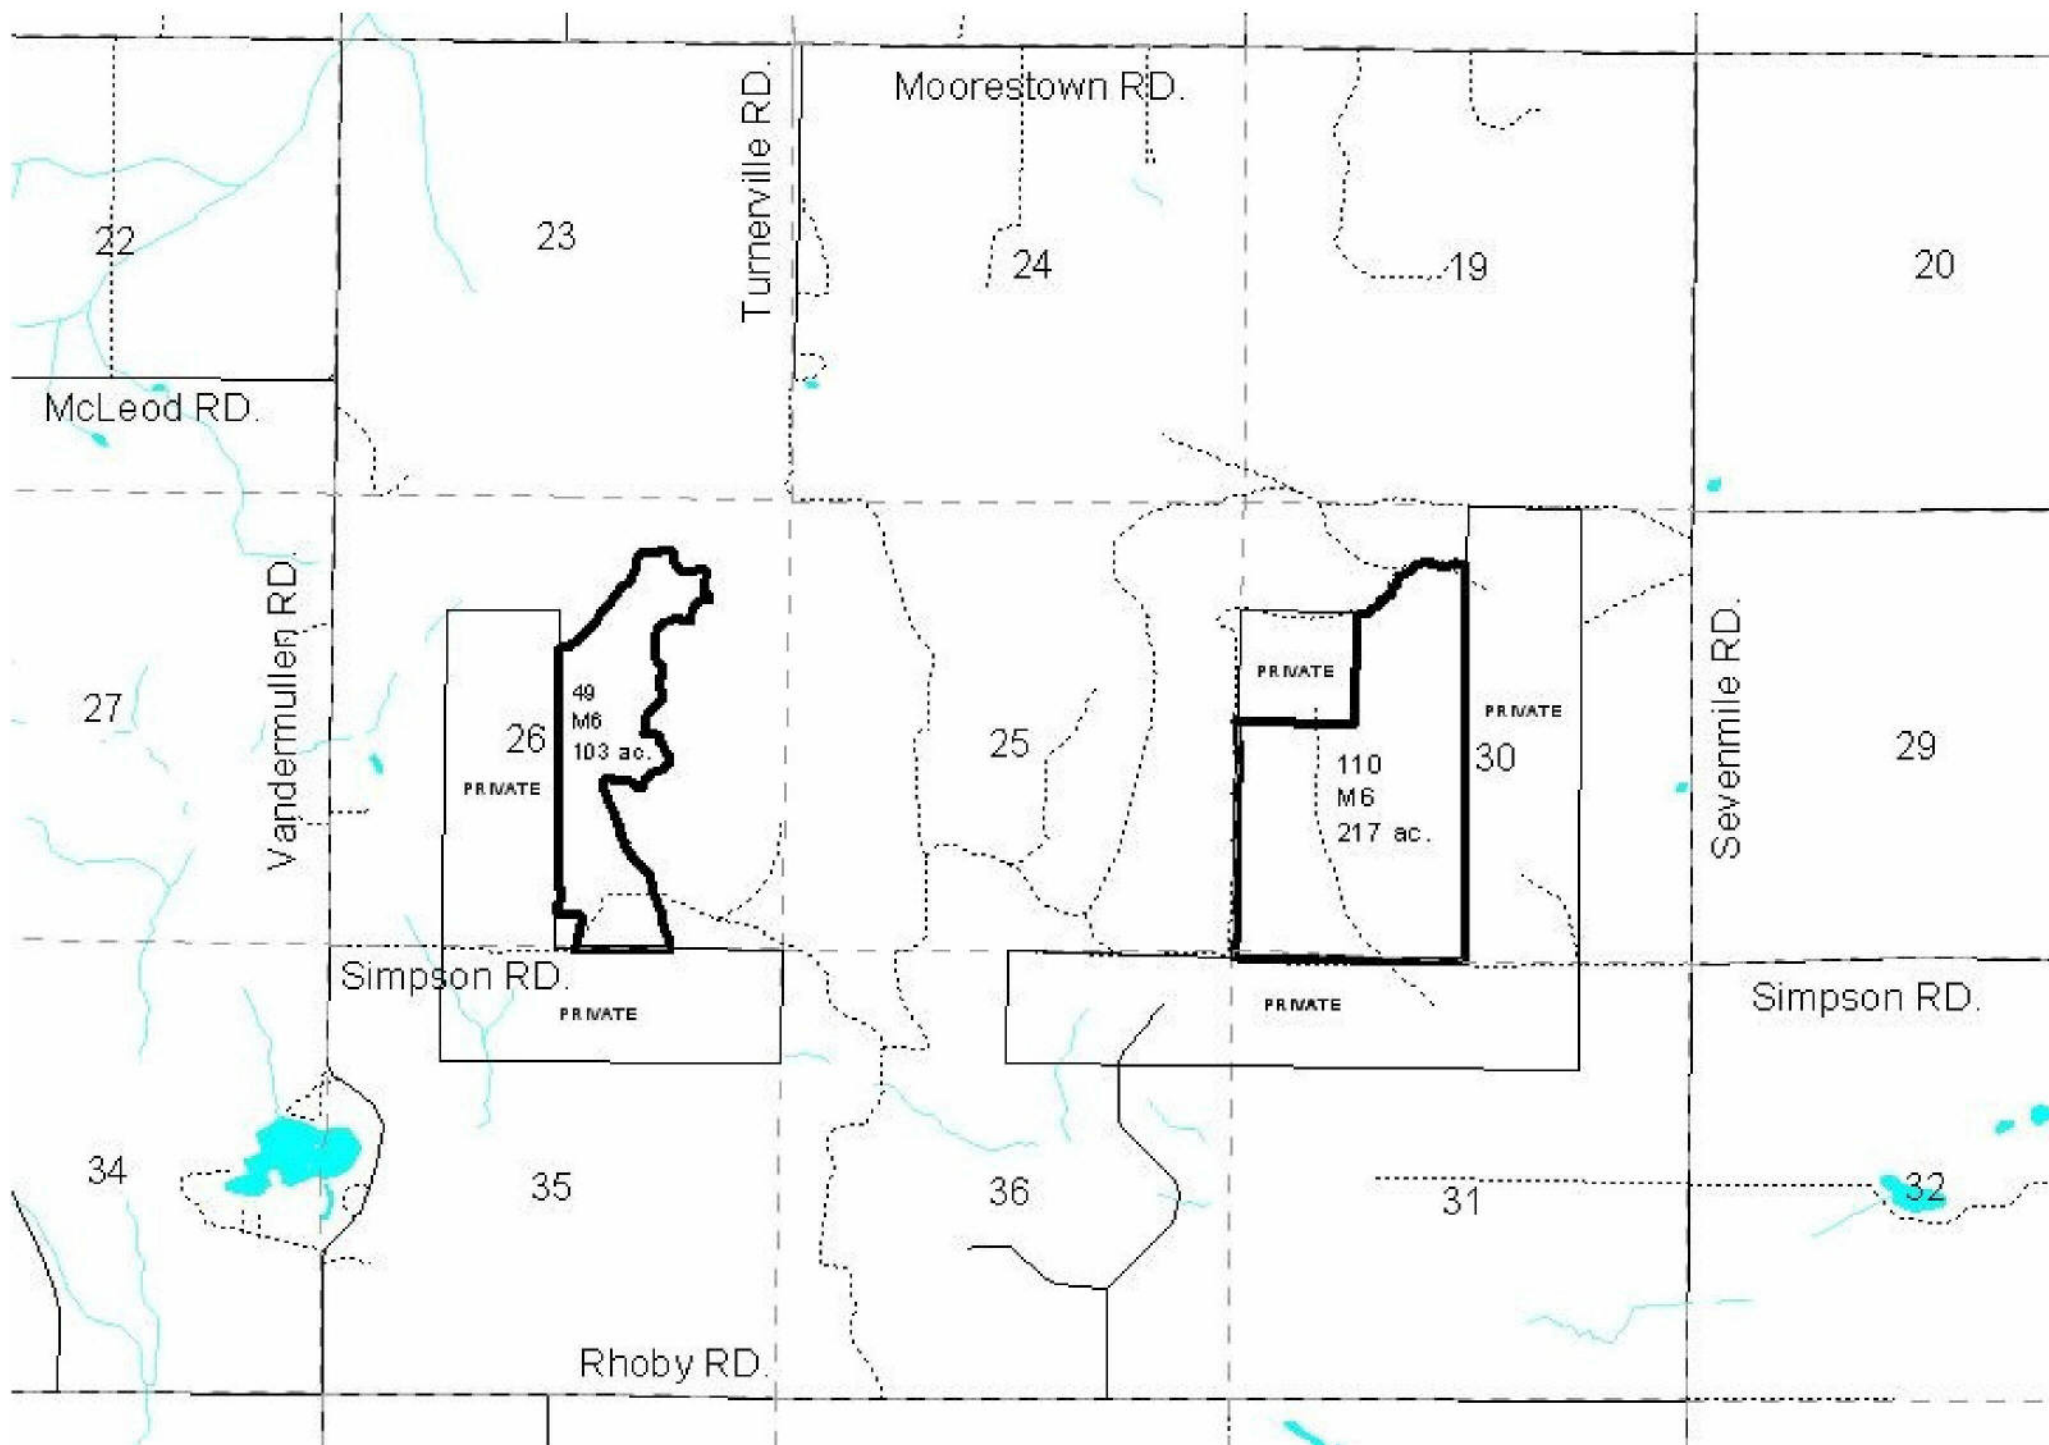 Moorestown RD.
Turnerville RD.
22
23
24
19
20
McLeod RD.
Vandermullen RD.
27
26
PRIVATE
49
M6
103 ac.
25
PRIVATE
110
M6
217 ac.
PRIVATE
30
Sevenmile RD.
29
Simpson RD.
PRIVATE
PRIVATE
Simpson RD.
34
35
36
31
32
Rhoby RD.